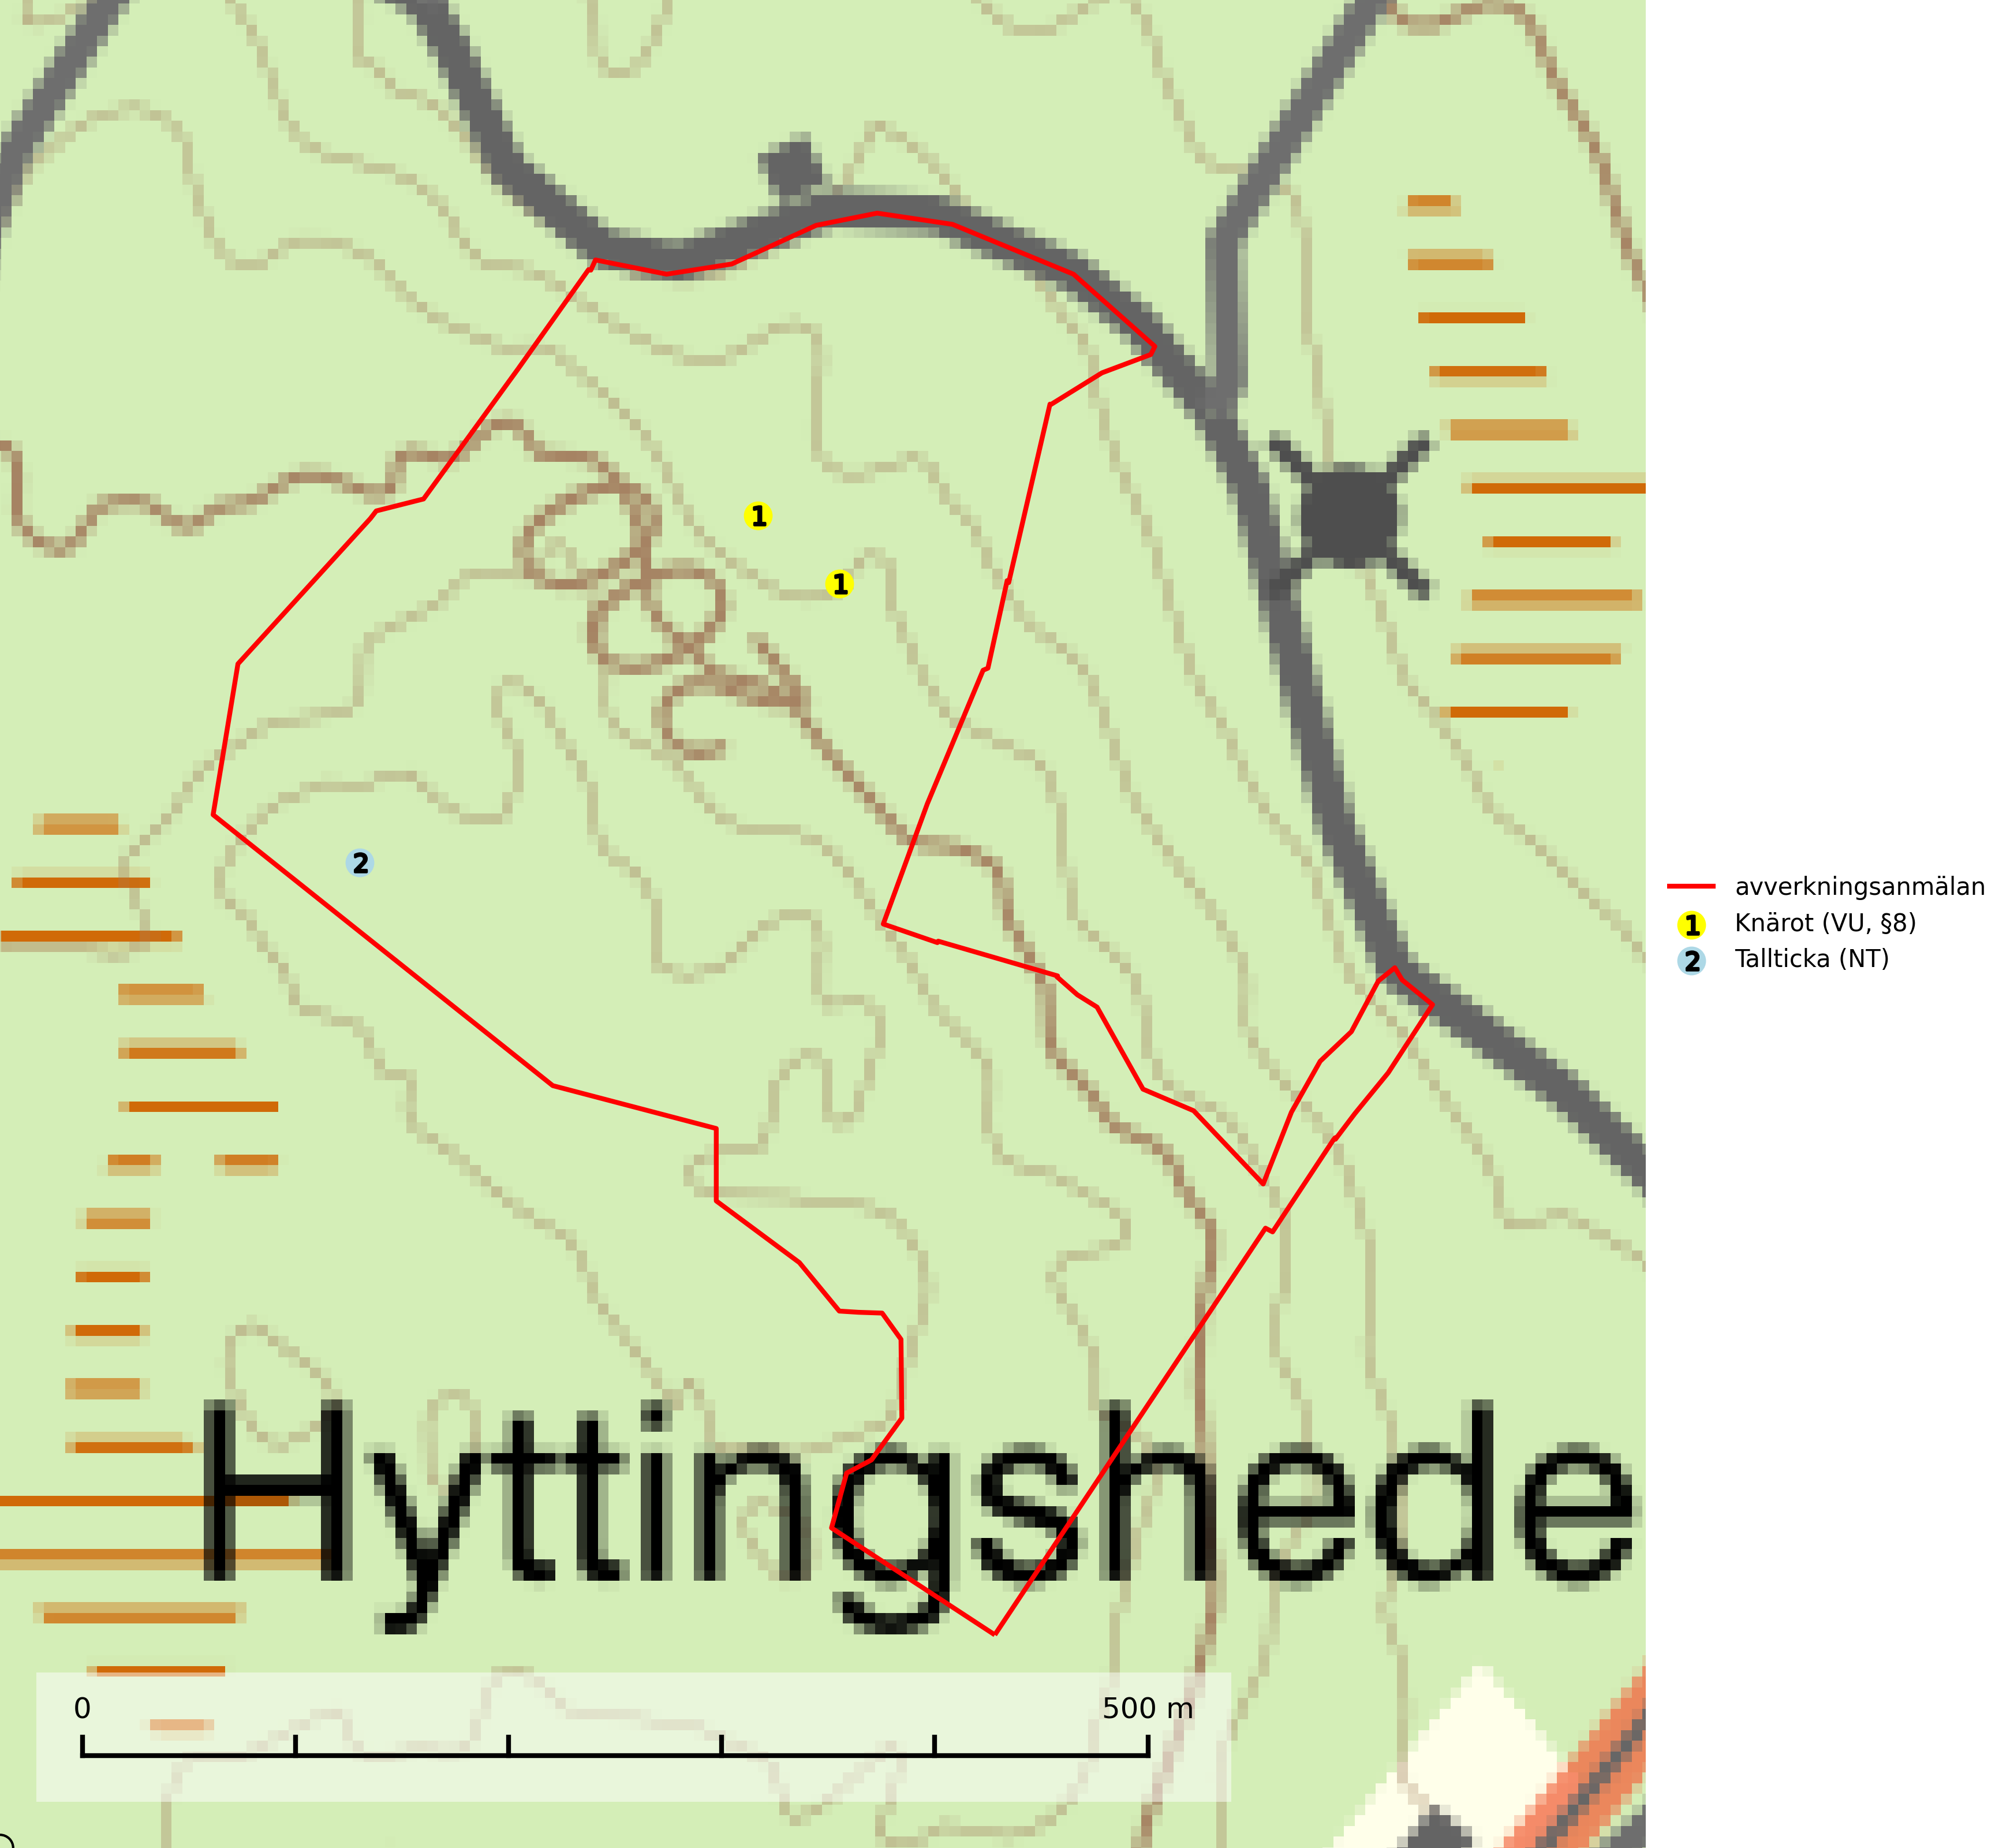 1
1
2
avverkningsanmälan
1 Knärot (VU, §8)
2 Tallticka (NT)
Hyttingshede
0 500 m